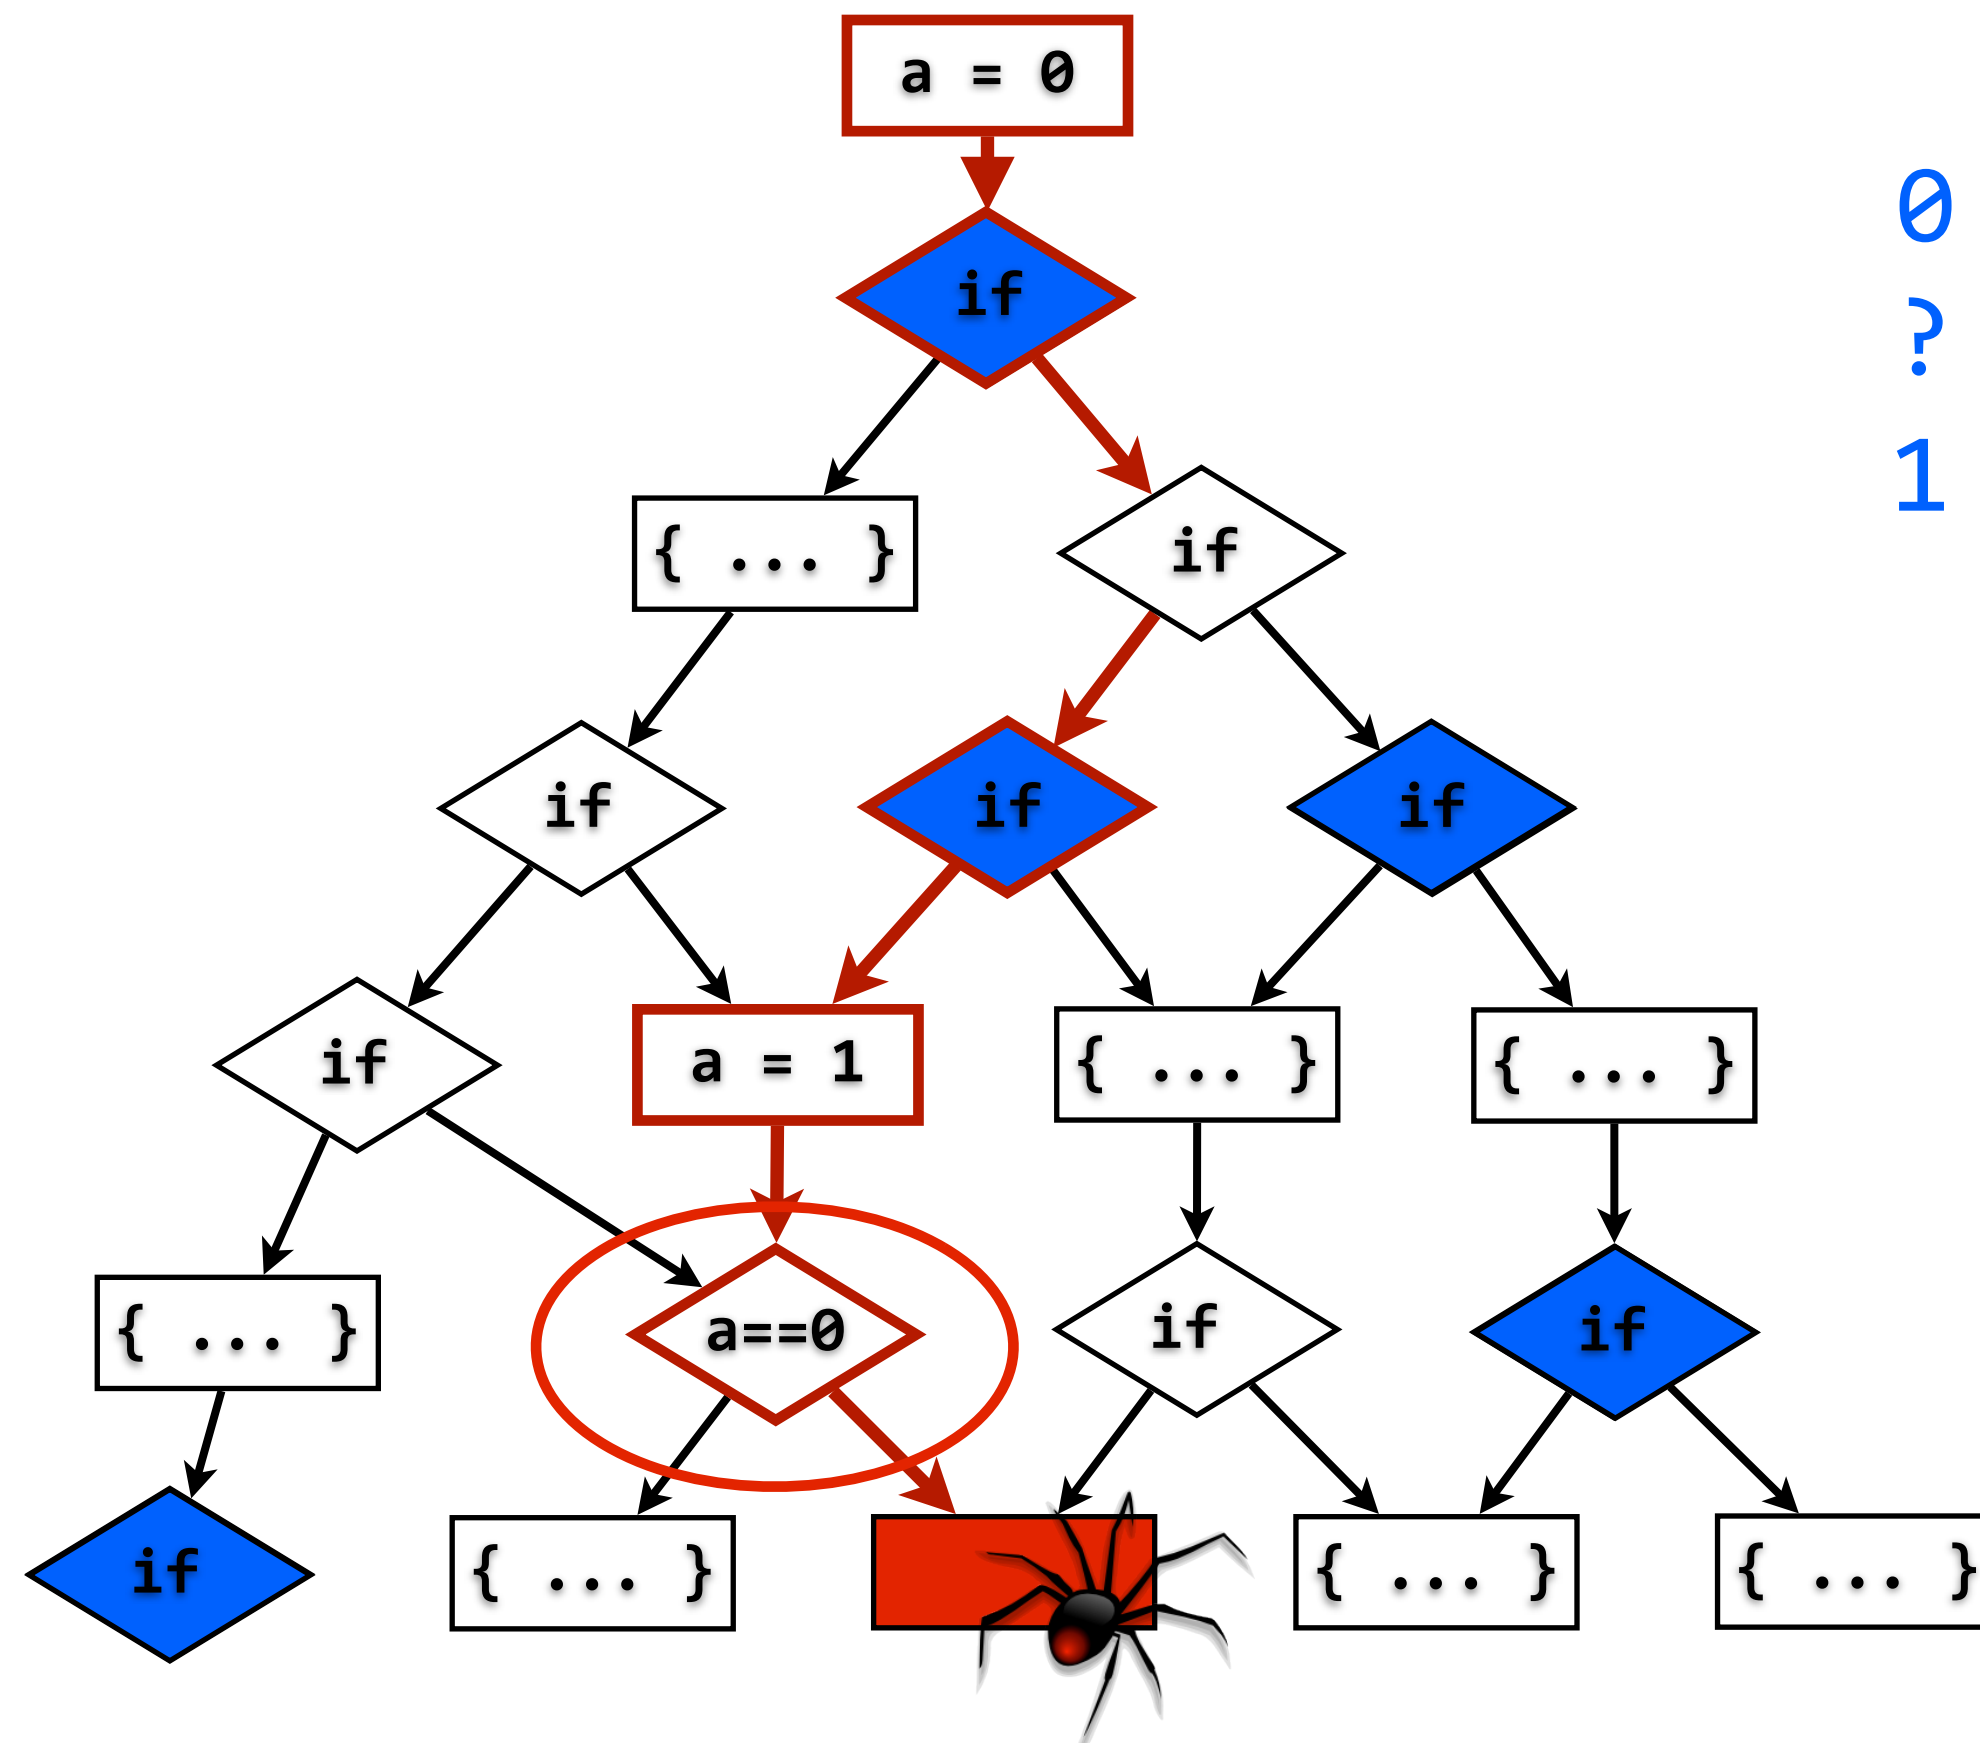 a = 0
0
if
?
1
{ ... }
if
if
if
if
if
a = 1
{ ... }
{ ... }
{ ... }
a==0
if
if
if
{ ... }
{ ... }
{ ... }